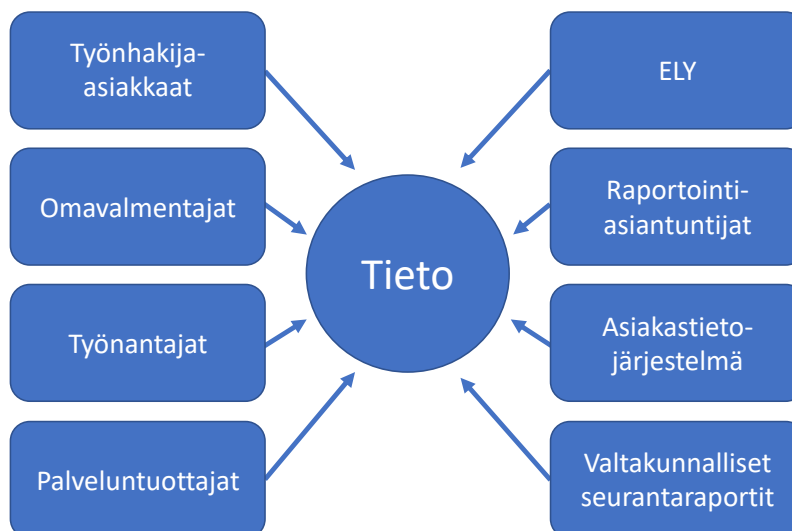 Työnhakija-
asiakkaat
Omavalmentajat
Työnantajat
Palveluntuottajat
Tieto
ELY
Raportointi-
asiantuntijat
Asiakastieto-
järjestelmä
Valtakunnalliset
seurantaraportit